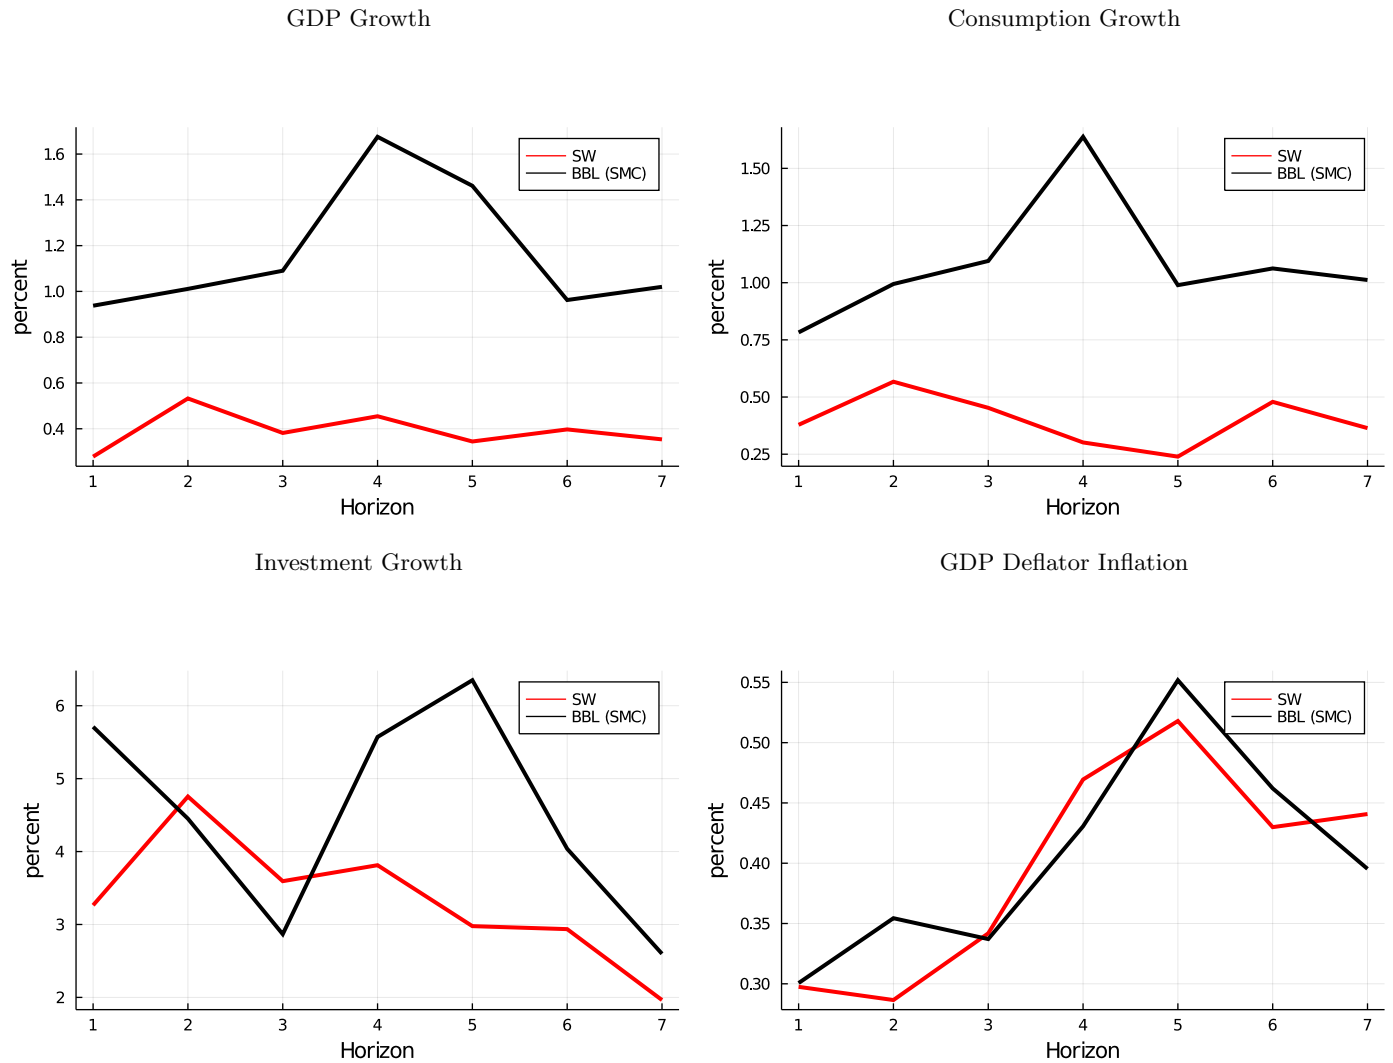 GDP Growth
percent
1.6
1.4
1.2
1.0
0.8
0.6
0.4
SW
BBL (SMC)
1 2 3 4 5 6 7
Horizon
Consumption Growth
percent
1.50
1.25
1.00
0.75
0.50
0.25
SW
BBL (SMC)
1 2 3 4 5 6 7
Horizon
Investment Growth
percent
6
5
4
3
2
SW
BBL (SMC)
1 2 3 4 5 6 7
Horizon
GDP Deflator Inflation
percent
0.55
0.50
0.45
0.40
0.35
0.30
SW
BBL (SMC)
1 2 3 4 5 6 7
Horizon